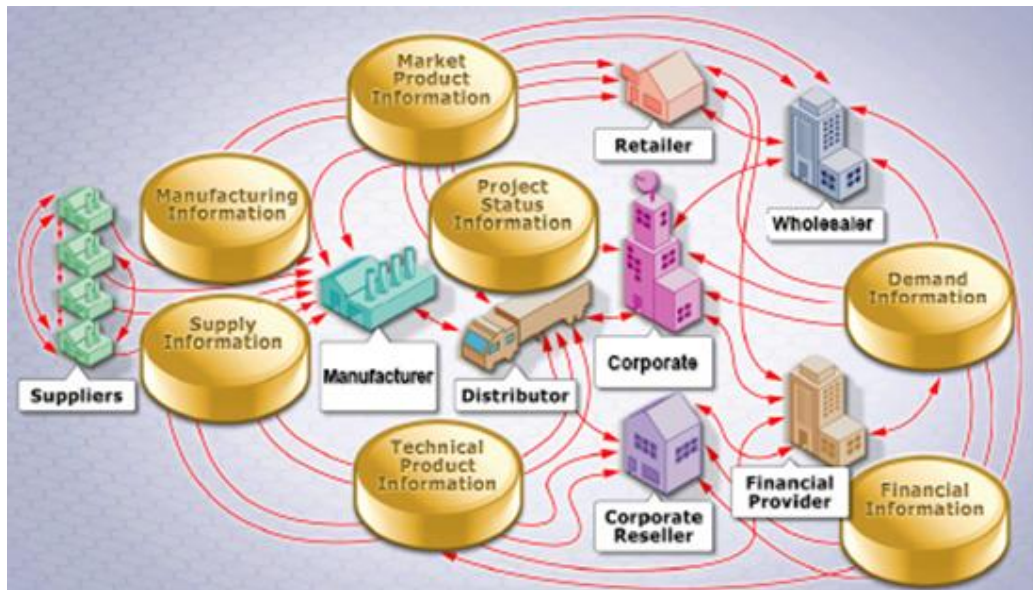 Market
Product
Information
Retailer
Manufacturing
Information
Project
Status
Information
Wholesaler
Demand
Information
Supply
Information
Suppliers
Manufacturer
Distributor
Corporate
Technical
Product
Information
Corporate
Reseller
Financial
Provider
Financial
Information